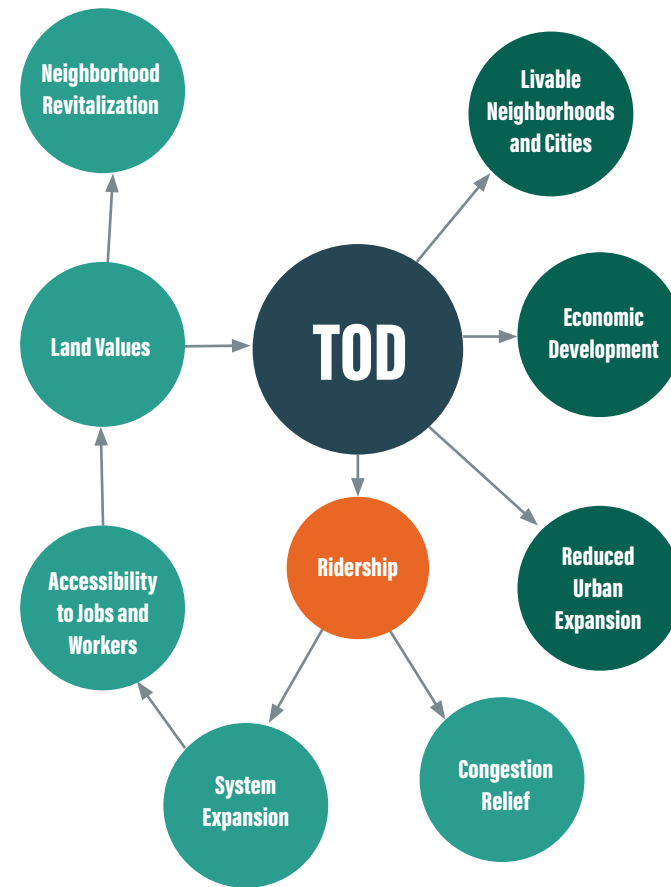 Neighborhood
Revitalization
Livable
Neighborhoods
and Cities
Land Values
TOD
Economic
Development
Accessibility
to Jobs and
Workers
Ridership
Reduced
Urban
Expansion
System
Expansion
Congestion
Relief